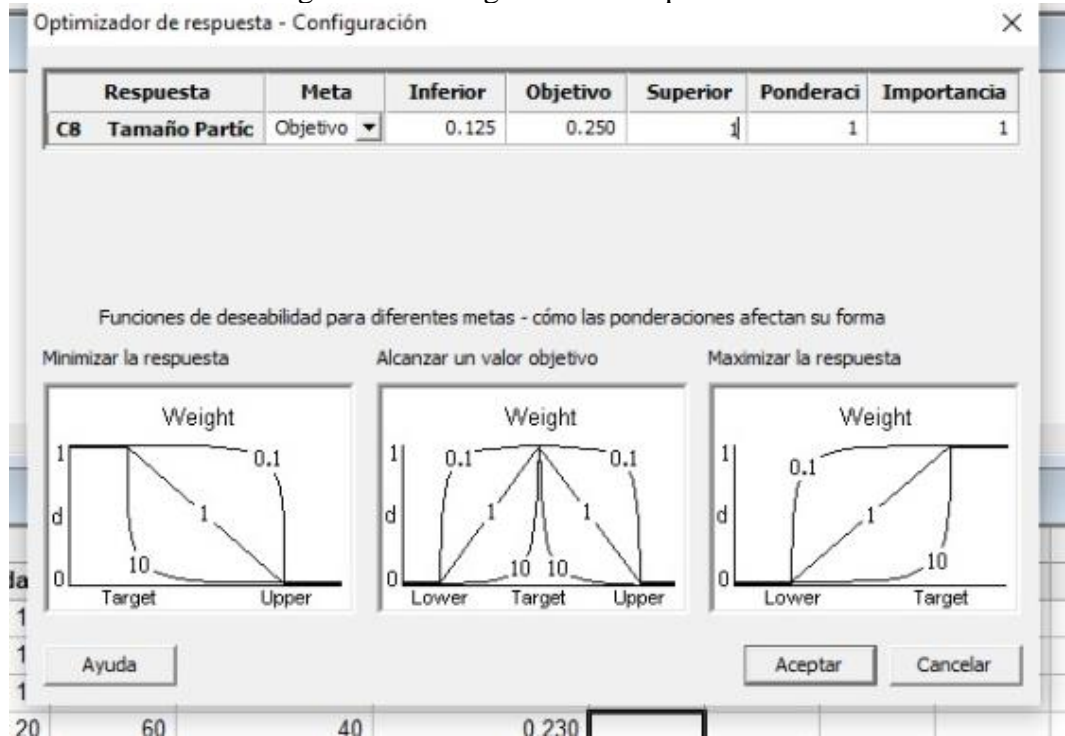 Optimizador de respuesta - Configuración
Respuesta Meta Inferior Objetivo Superior Ponderaci Importancia
C8 Tamaño Partíc Objetivo 0.125 0.250 1 1 1
Funciones de deseabilidad para diferentes metas - cómo las ponderaciones afectan su forma
Minimizar la respuesta Alcanzar un valor objetivo Maximizar la respuesta
Weight Weight Weight
1 0.1 1 0.1 0.1 1 0.1
d 1 d 1 1 d 1
10 10 10 10
0 0 0
Target Upper Lower Target Upper Lower Target
la
1
1
1
Ayuda Aceptar Cancelar
20 60 40 0.230